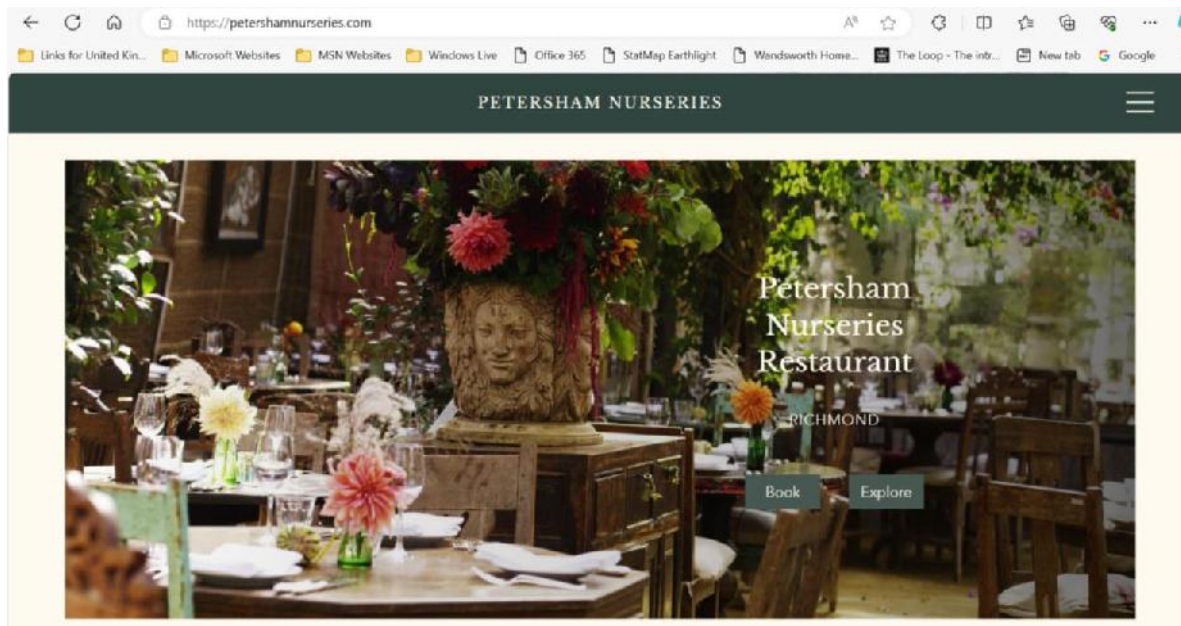 https://petershamnurseries.com
Links for United Kin... Microsoft Websites MSN Websites Windows Live Office 365 StatMap Earthlight Wandsworth Home... The Loop - The intr... New tab Google
PETERSHAM NURSERIES
Petersham
Nurseries
Restaurant
RICHMOND
Book Explore